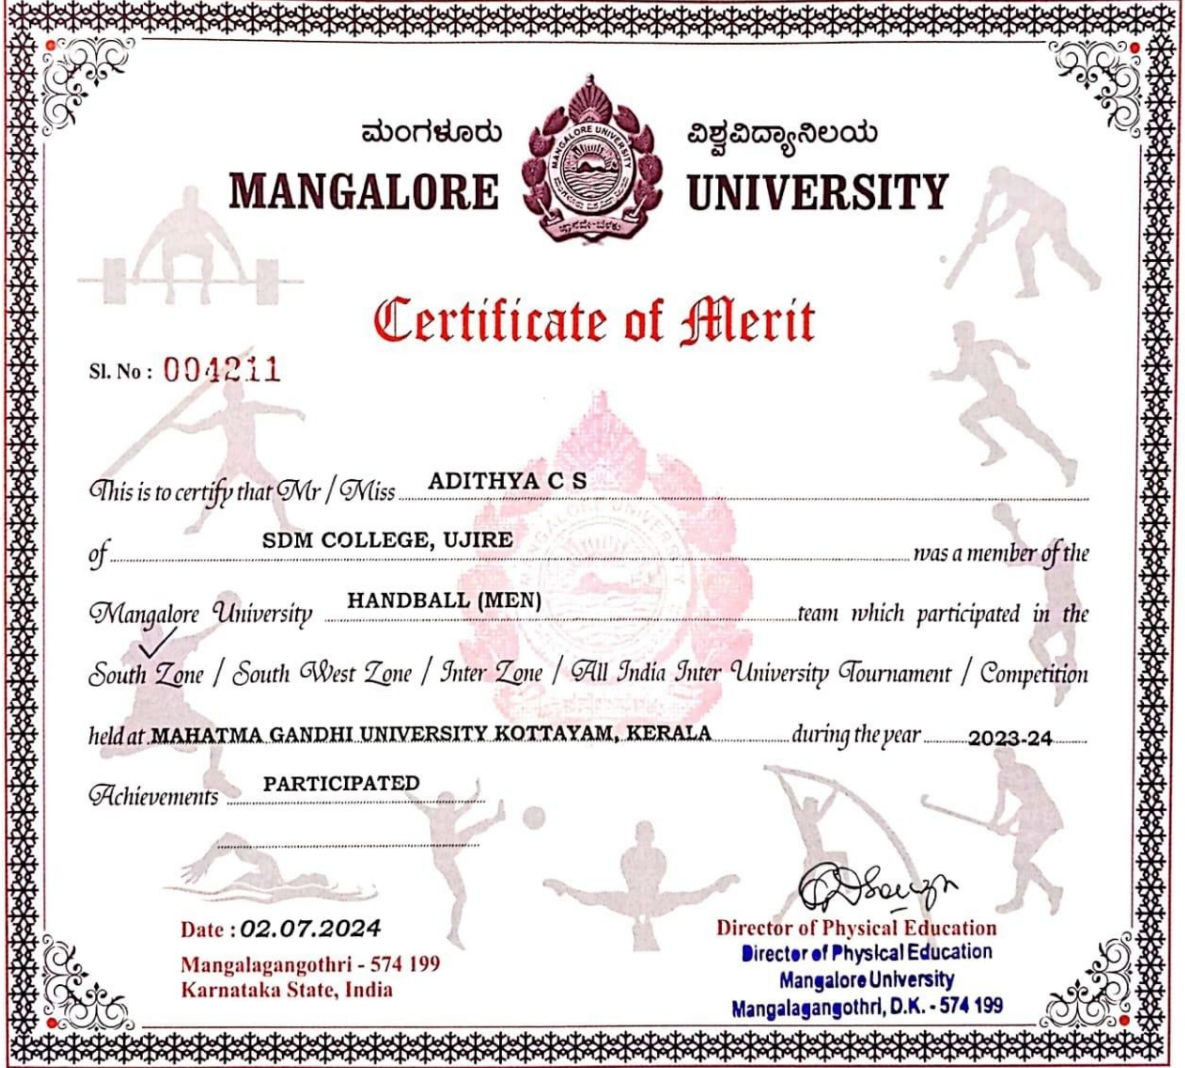 ಮಂಗಳೂರು ವಿಶ್ವವಿದ್ಯಾನಿಲಯ
MANGALORE UNIVERSITY
MANGALORE UNIVERSITY
ಜ್ಞಾನವೇ ಬೆಳಕು
Certificate of Merit
Sl. No : 004211
This is to certify that Mr / Miss ADITHYA C S
of SDM COLLEGE, UJIRE was a member of the
Mangalore University HANDBALL (MEN) team which participated in the
South Zone / South West Zone / Inter Zone / All India Inter University Tournament / Competition
held at MAHATMA GANDHI UNIVERSITY KOTTAYAM, KERALA during the year 2023-24
Achievements PARTICIPATED
Date : 02.07.2024
Mangalagangothri - 574 199
Karnataka State, India
Director of Physical Education
Director of Physical Education
Mangalore University
Mangalagangothri, D.K. - 574 199